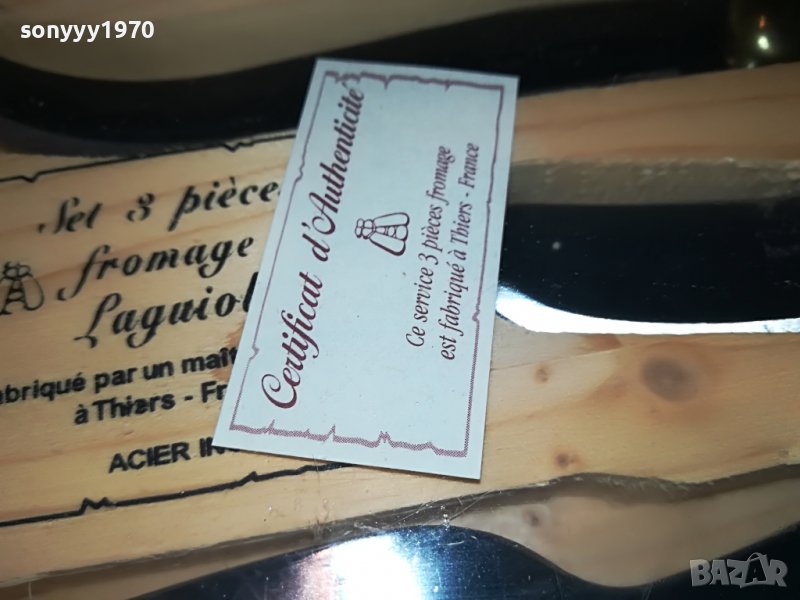 sonyyy1970
Set 3 pièces
fromage
Laguiol
abriqué par un maît
à Thiers - Fr
ACIER IN
Certificat d'Authenticité
Ce service 3 pièces fromage
est fabriqué à Thiers - France
BAZAR